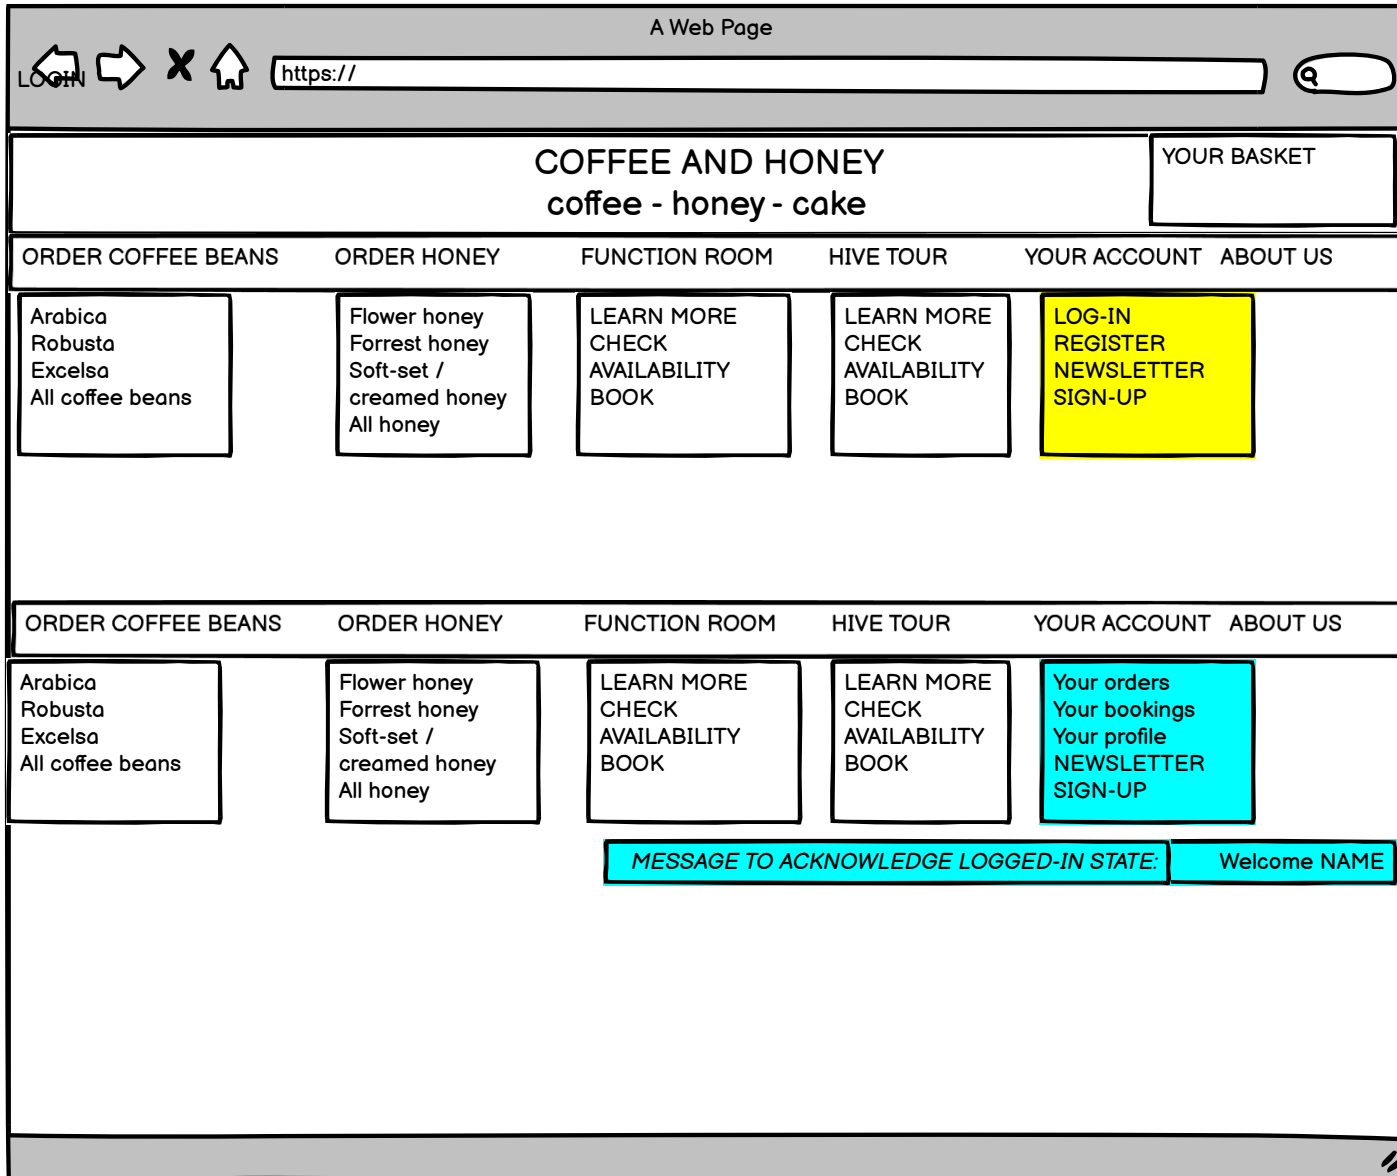 A Web Page
LOGIN
https://
COFFEE AND HONEY
coffee - honey - cake
YOUR BASKET
ORDER COFFEE BEANS ORDER HONEY FUNCTION ROOM HIVE TOUR YOUR ACCOUNT ABOUT US
Arabica
Robusta
Excelsa
All coffee beans
Flower honey
Forrest honey
Soft-set /
creamed honey
All honey
LEARN MORE
CHECK
AVAILABILITY
BOOK
LEARN MORE
CHECK
AVAILABILITY
BOOK
LOG-IN
REGISTER
NEWSLETTER
SIGN-UP
ORDER COFFEE BEANS ORDER HONEY FUNCTION ROOM HIVE TOUR YOUR ACCOUNT ABOUT US
Arabica
Robusta
Excelsa
All coffee beans
Flower honey
Forrest honey
Soft-set /
creamed honey
All honey
LEARN MORE
CHECK
AVAILABILITY
BOOK
LEARN MORE
CHECK
AVAILABILITY
BOOK
Your orders
Your bookings
Your profile
NEWSLETTER
SIGN-UP
MESSAGE TO ACKNOWLEDGE LOGGED-IN STATE: Welcome NAME